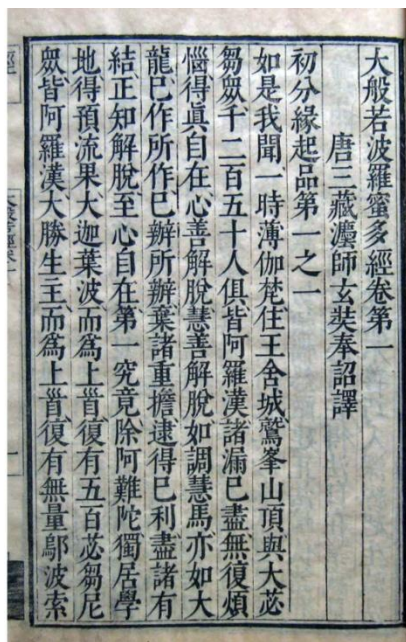 大般若波羅蜜多經卷第一
唐三藏灋師玄奘奉詔譯
初分緣起品第一之一
如是我聞一時薄伽梵住王舍城鷲峯山頂與大苾
芻眾千二百五十人俱皆阿羅漢諸漏已盡無復煩
惱得眞自在心善解脫慧善解脫如調慧馬亦如大
龍已作所作已辦所辦棄諸重擔逮得已利盡諸有
結正知解脫至心自在第一究竟除阿難陀獨居學
地得預流果大迦葉波而爲上首復有五百苾芻尼
眾皆阿羅漢大勝生主而爲上首復有無量鄔波索